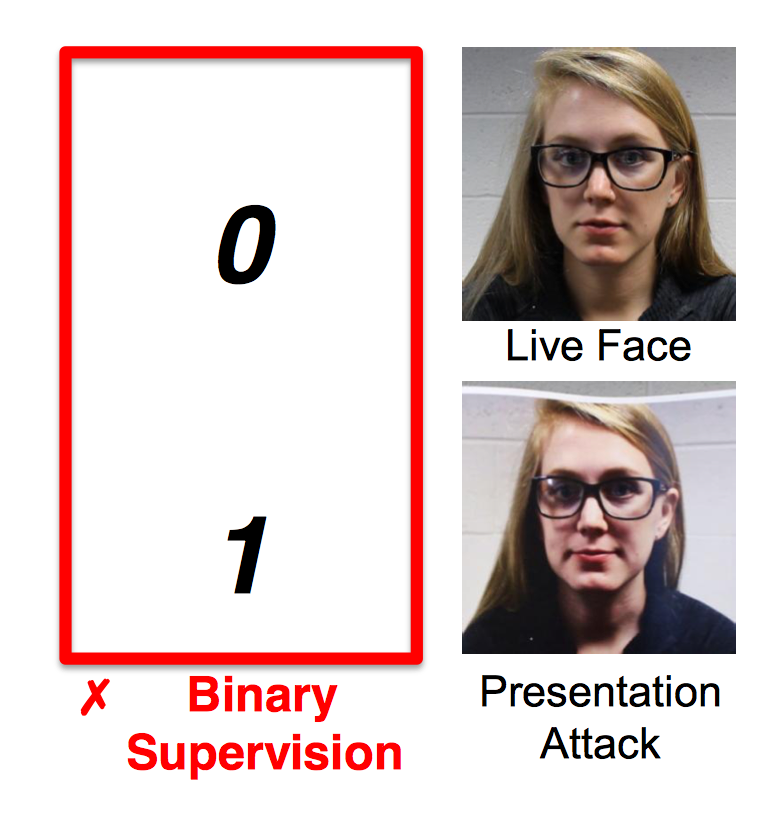 0
Live Face
1
✗ Binary
Supervision
Presentation
Attack